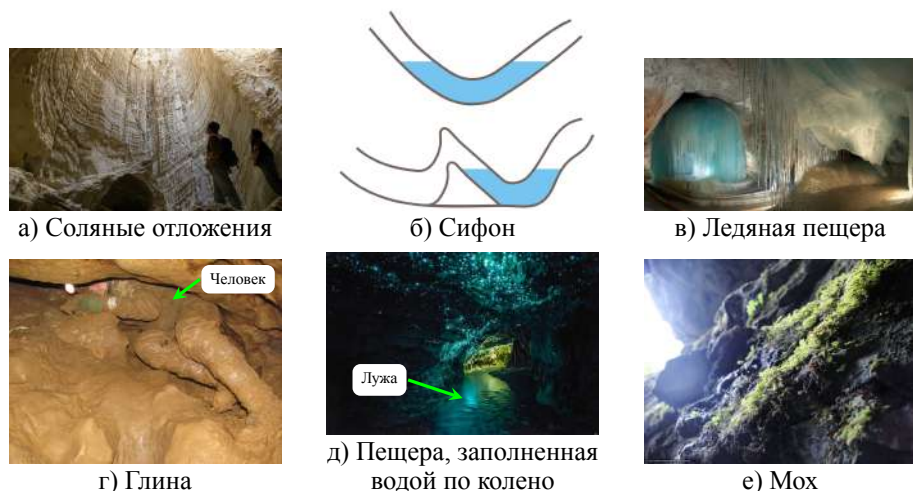 а) Соляные отложения
б) Сифон
в) Ледяная пещера
Человек
Лужа
г) Глина
д) Пещера, заполненная
водой по колено
е) Мох